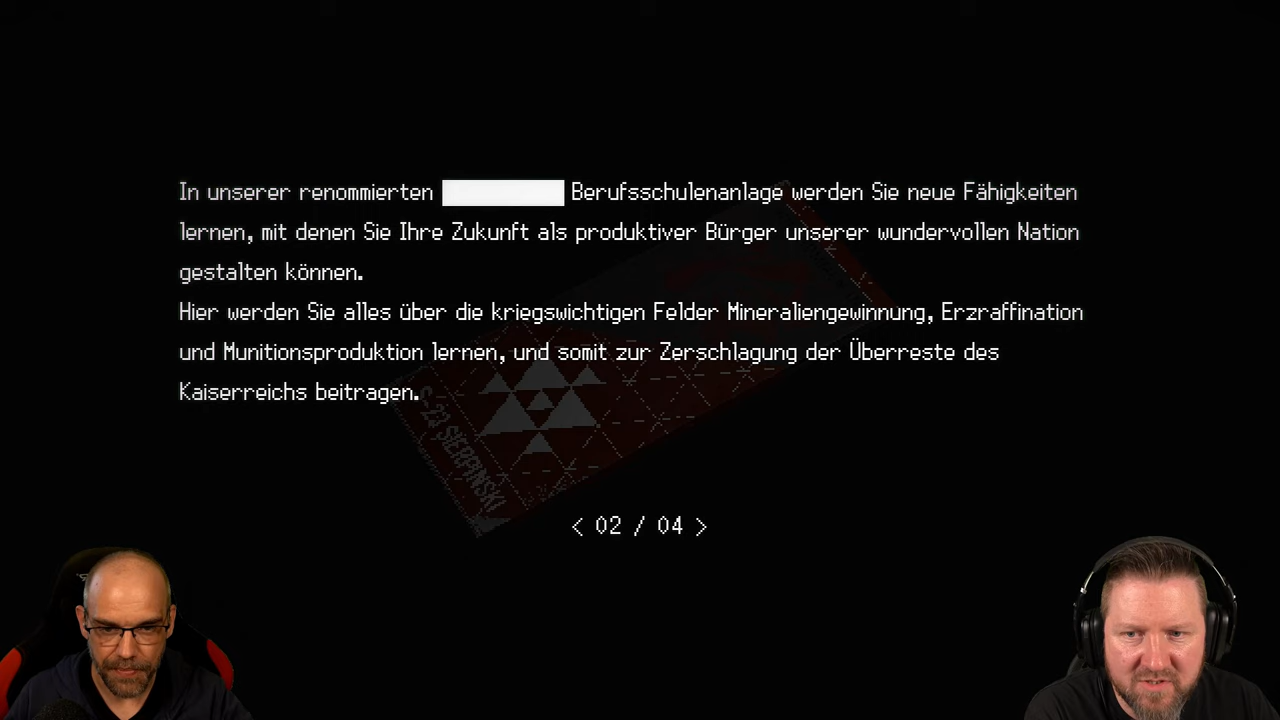 In unserer renommierten Berufsschulenanlage werden Sie neue Fähigkeiten
lernen, mit denen Sie Ihre Zukunft als produktiver Bürger unserer wundervollen Nation
gestalten können.
Hier werden Sie alles über die kriegswichtigen Felder Mineraliengewinnung, Erzraffination
und Munitionsproduktion lernen, und somit zur Zerschlagung der Überreste des
Kaiserreichs beitragen.
S-23 SIERPINSKI
< 02 / 04 >